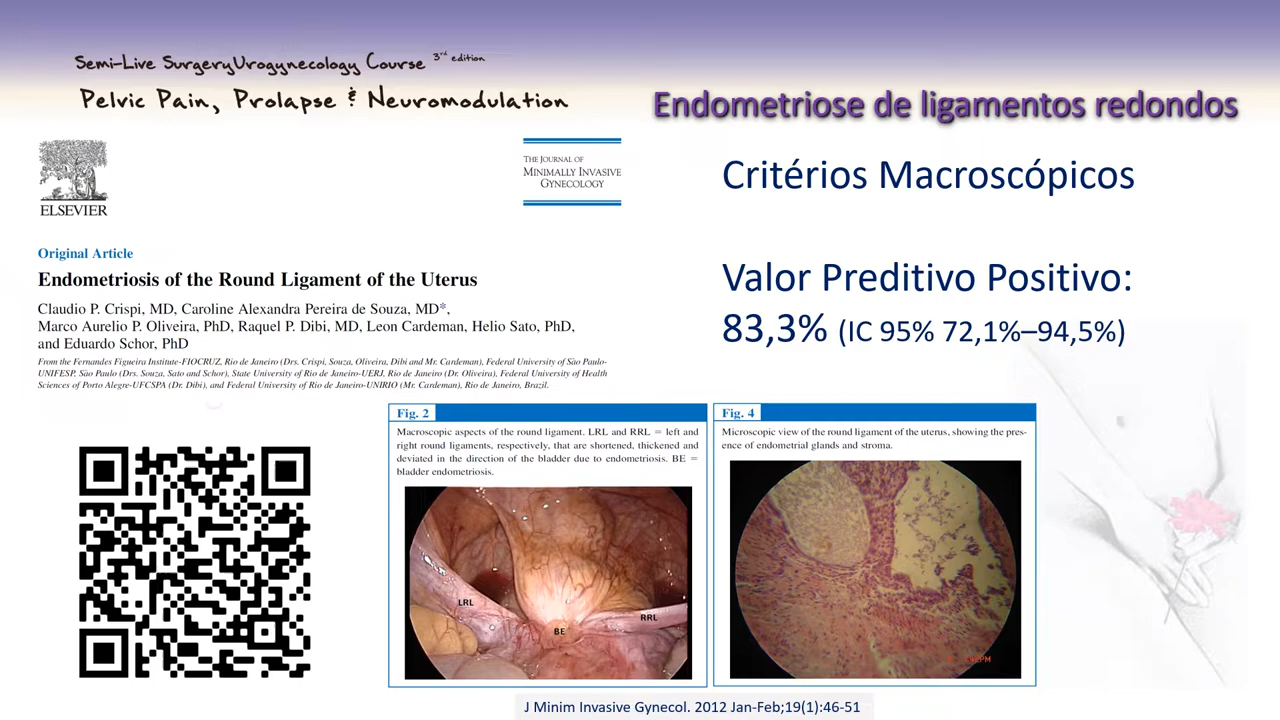 Semi-Live SurgeryUrogynecology Course 3rd edition
Pelvic Pain, Prolapse & Neuromodulation
Endometriose de ligamentos redondos
ELSEVIER
THE JOURNAL OF
MINIMALLY INVASIVE
GYNECOLOGY
Critérios Macroscópicos
Original Article
Endometriosis of the Round Ligament of the Uterus
Claudio P. Crispi, MD, Caroline Alexandra Pereira de Souza, MD*,
Marco Aurelio P. Oliveira, PhD, Raquel P. Dibi, MD, Leon Cardeman, Helio Sato, PhD,
and Eduardo Schor, PhD
From the Fernandes Figueira Institute-FIOCRUZ, Rio de Janeiro (Drs. Crispi, Souza, Oliveira, Dibi and Mr. Cardeman), Federal University of São Paulo-
UNIFESP, São Paulo (Drs. Souza, Sato and Schor), State University of Rio de Janeiro-UERJ, Rio de Janeiro (Dr. Oliveira), Federal University of Health
Sciences of Porto Alegre-UFCSPA (Dr. Dibi), and Federal University of Rio de Janeiro-UNIRIO (Mr. Cardeman), Rio de Janeiro, Brazil.
Valor Preditivo Positivo:
83,3% (IC 95% 72,1%–94,5%)
Fig. 2
Macroscopic aspects of the round ligament. LRL and RRL = left and
right round ligaments, respectively, that are shortened, thickened and
deviated in the direction of the bladder due to endometriosis. BE =
bladder endometriosis.
LRL
BE
RRL
Fig. 4
Microscopic view of the round ligament of the uterus, showing the pres-
ence of endometrial glands and stroma.
J Minim Invasive Gynecol. 2012 Jan-Feb;19(1):46-51